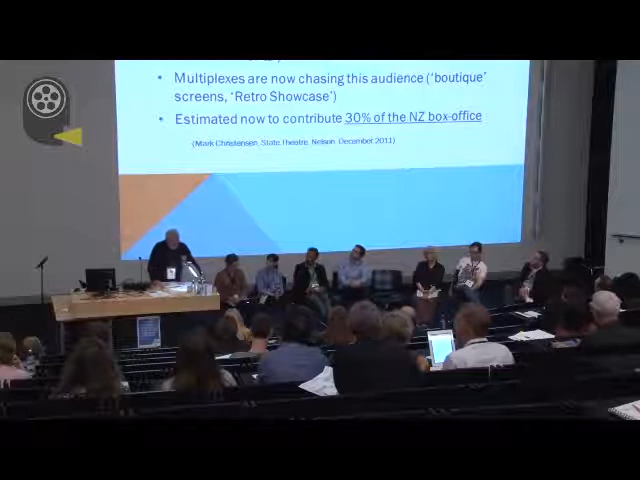 • Multiplexes are now chasing this audience ('boutique'
screens, 'Retro Showcase')
• Estimated now to contribute 30% of the NZ box-office
(Mark Christensen, State Theatre, Nelson. December 2011)